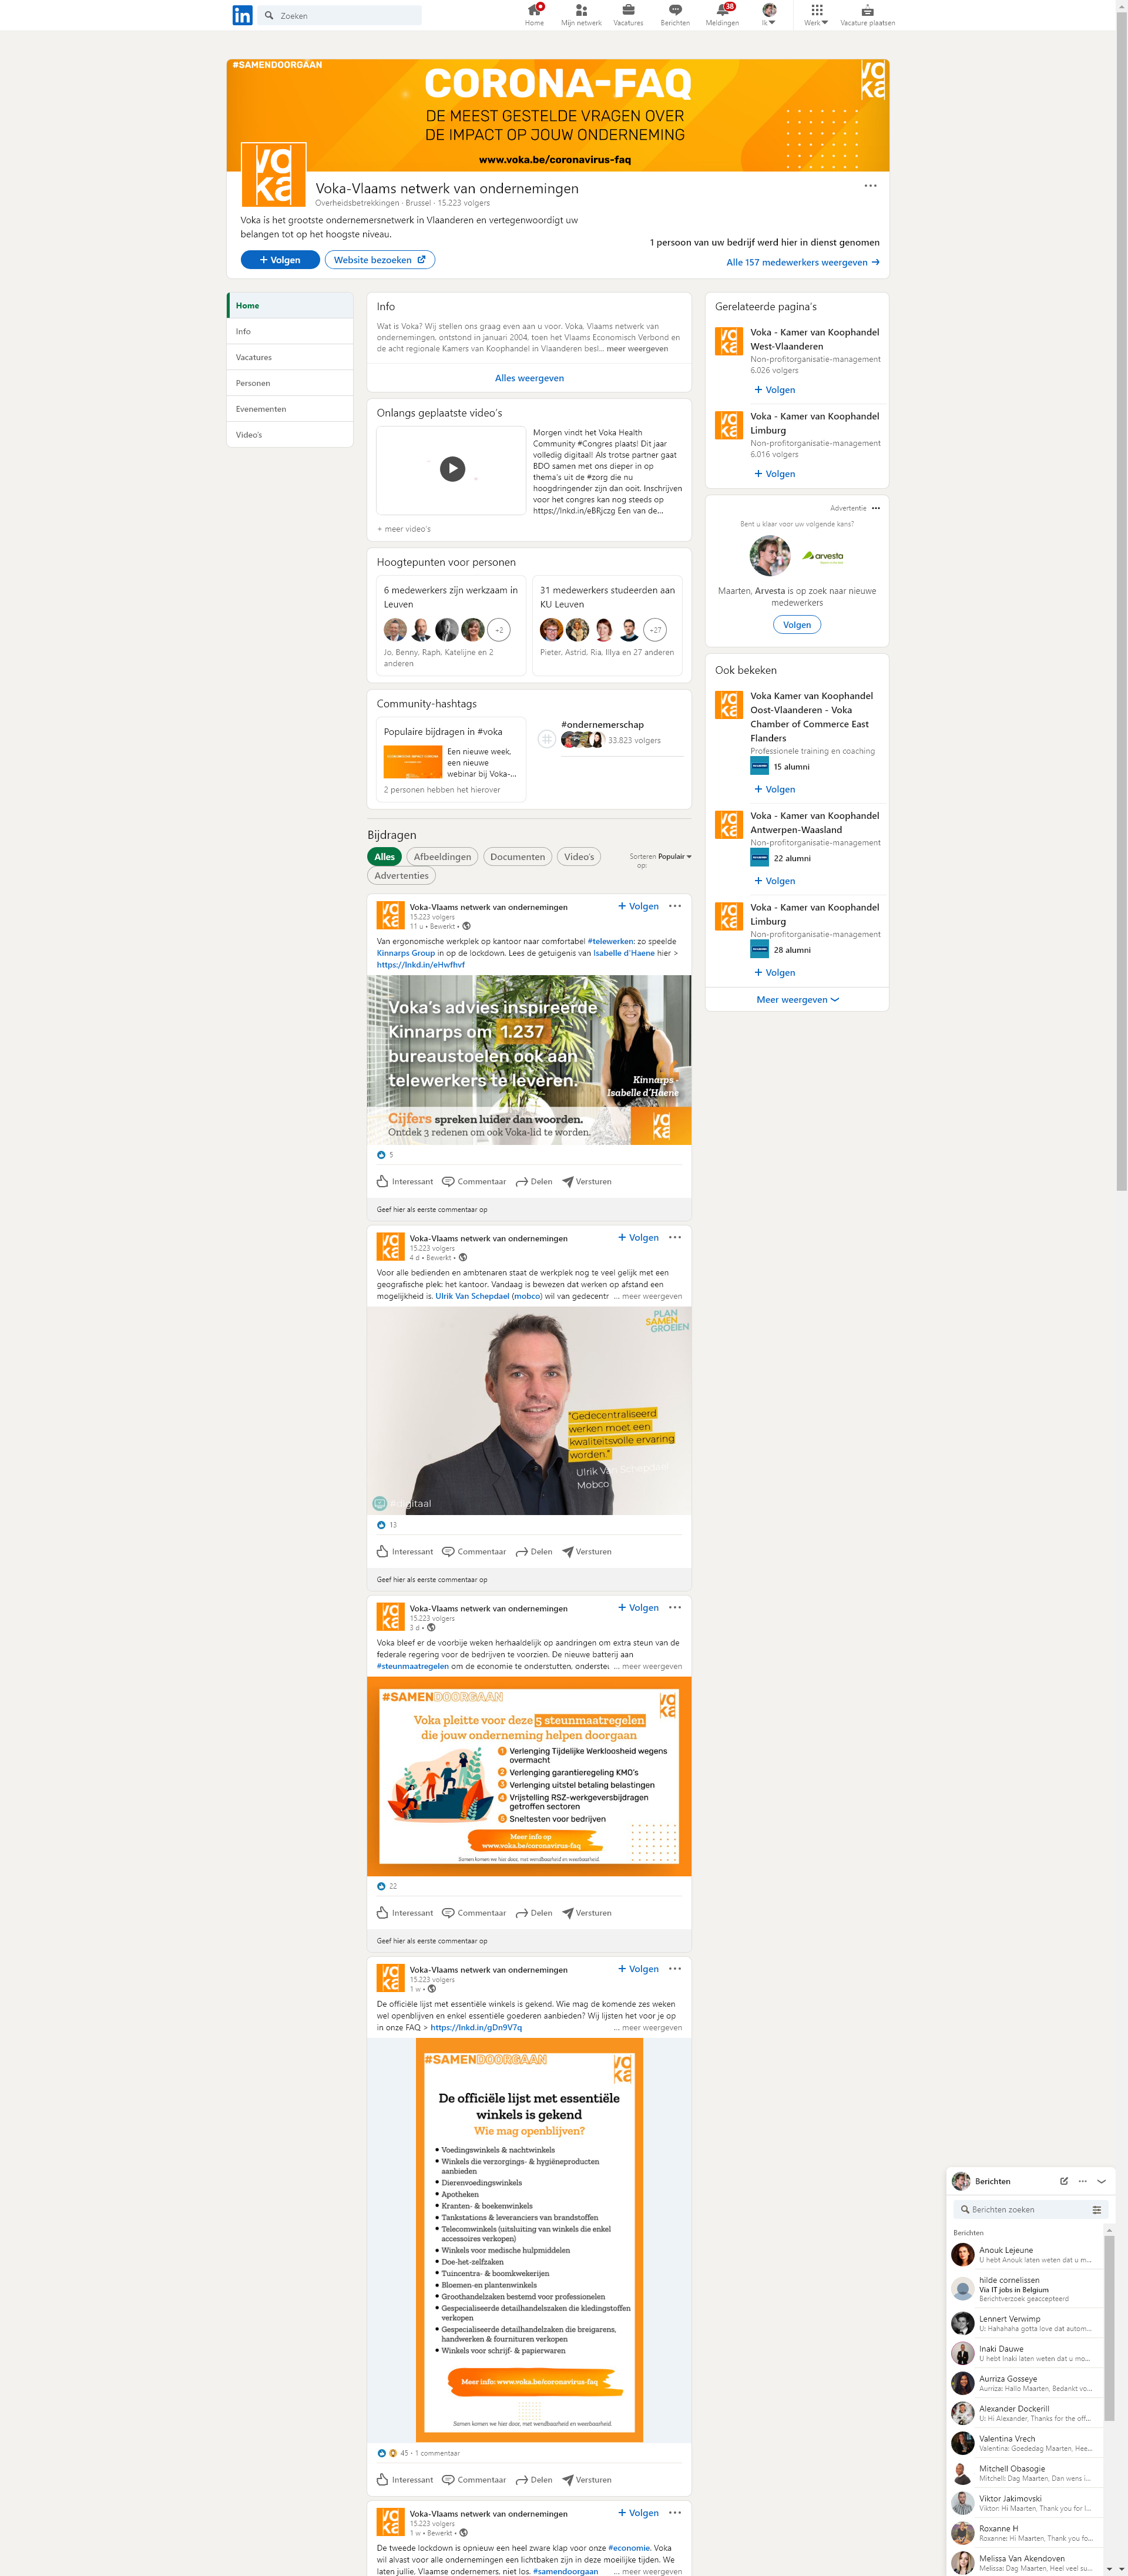 in
Zoeken
Home
Mijn netwerk
Vacatures
Berichten
38
Meldingen
Ik
Werk
Vacature plaatsen
#SAMENDOORGAAN
CORONA-FAQ
DE MEEST GESTELDE VRAGEN OVER
DE IMPACT OP JOUW ONDERNEMING
www.voka.be/coronavirus-faq
voka
voka
Voka-Vlaams netwerk van ondernemingen
Overheidsbetrekkingen · Brussel · 15.223 volgers
Voka is het grootste ondernemersnetwerk in Vlaanderen en vertegenwoordigt uw
belangen tot op het hoogste niveau.
+ Volgen
Website bezoeken
1 persoon van uw bedrijf werd hier in dienst genomen
Alle 157 medewerkers weergeven →
Home
Info
Vacatures
Personen
Evenementen
Video's
Info
Wat is Voka? Wij stellen ons graag even aan u voor. Voka, Vlaams netwerk van
ondernemingen, ontstond in januari 2004, toen het Vlaams Economisch Verbond en
de acht regionale Kamers van Koophandel in Vlaanderen besl... meer weergeven
Alles weergeven
Onlangs geplaatste video's
Morgen vindt het Voka Health
Community #Congres plaats! Dit jaar
volledig digitaal! Als trotse partner gaat
BDO samen met ons dieper in op
thema's uit de #zorg die nu
hoogdringender zijn dan ooit. Inschrijven
voor het congres kan nog steeds op
https://lnkd.in/eBRjczg Een van de...
+ meer video's
Hoogtepunten voor personen
6 medewerkers zijn werkzaam in
Leuven
+2
Jo, Benny, Raph, Katelijne en 2
anderen
31 medewerkers studeerden aan
KU Leuven
+27
Pieter, Astrid, Ria, Illya en 27 anderen
Community-hashtags
Populaire bijdragen in #voka
Een nieuwe week,
een nieuwe
webinar bij Voka-...
2 personen hebben het hierover
#
#ondernemerschap
33.823 volgers
Bijdragen
Alles
Afbeeldingen
Documenten
Video's
Advertenties
Sorteren op: Populair
Voka-Vlaams netwerk van ondernemingen
15.223 volgers
11 u • Bewerkt •
+ Volgen
Van ergonomische werkplek op kantoor naar comfortabel #telewerken: zo speelde
Kinnarps Group in op de lockdown. Lees de getuigenis van Isabelle d'Haene hier >
https://lnkd.in/eHwfhvf
Voka's advies inspireerde
Kinnarps om 1.237
bureaustoelen ook aan
telewerkers te leveren.
Kinnarps -
Isabelle d'Haene
Cijfers spreken luider dan woorden.
Ontdek 3 redenen om ook Voka-lid te worden.
voka
5
Interessant
Commentaar
Delen
Versturen
Geef hier als eerste commentaar op
Voka-Vlaams netwerk van ondernemingen
15.223 volgers
4 d • Bewerkt •
+ Volgen
Voor alle bedienden en ambtenaren staat de werkplek nog te veel gelijk met een
geografische plek: het kantoor. Vandaag is bewezen dat werken op afstand een
mogelijkheid is. Ulrik Van Schepdael (mobco) wil van gedecentr ... meer weergeven
PLAN
SAMEN
GROEIEN
"Gedecentraliseerd
werken moet een
kwaliteitsvolle ervaring
worden."
Ulrik Van Schepdael,
Mobco
#digitaal
13
Interessant
Commentaar
Delen
Versturen
Geef hier als eerste commentaar op
Voka-Vlaams netwerk van ondernemingen
15.223 volgers
3 d •
+ Volgen
Voka bleef er de voorbije weken herhaaldelijk op aandringen om extra steun van de
federale regering voor de bedrijven te voorzien. De nieuwe batterij aan
#steunmaatregelen om de economie te onderstutten, ondersteu ... meer weergeven
#SAMENDOORGAAN
voka
Voka pleitte voor deze 5 steunmaatregelen
die jouw onderneming helpen doorgaan
1 Verlenging Tijdelijke Werkloosheid wegens
overmacht
2 Verlenging garantieregeling KMO's
3 Verlenging uitstel betaling belastingen
4 Vrijstelling RSZ-werkgeversbijdragen
getroffen sectoren
5 Sneltesten voor bedrijven
Meer info op
www.voka.be/coronavirus-faq
Samen komen we hier door, met wendbaarheid en weerbaarheid.
22
Interessant
Commentaar
Delen
Versturen
Geef hier als eerste commentaar op
Voka-Vlaams netwerk van ondernemingen
15.223 volgers
1 w •
+ Volgen
De officiële lijst met essentiële winkels is gekend. Wie mag de komende zes weken
wel openblijven en enkel essentiële goederen aanbieden? Wij lijsten het voor je op
in onze FAQ > https://lnkd.in/gDn9V7q ... meer weergeven
#SAMENDOORGAAN
voka
De officiële lijst met essentiële
winkels is gekend
Wie mag openblijven?
• Voedingswinkels & nachtwinkels
• Winkels die verzorgings- & hygiëneproducten
aanbieden
• Dierenvoedingswinkels
• Apotheken
• Kranten- & boekenwinkels
• Tankstations & leveranciers van brandstoffen
• Telecomwinkels (uitsluiting van winkels die enkel
accessoires verkopen)
• Winkels voor medische hulpmiddelen
• Doe-het-zelfzaken
• Tuincentra- & boomkwekerijen
• Bloemen-en plantenwinkels
• Groothandelzaken bestemd voor professionelen
• Gespecialiseerde detailhandelszaken die kledingstoffen
verkopen
• Gespecialiseerde detailhandelzaken die breigarens,
handwerken & fournituren verkopen
• Winkels voor schrijf- & papierwaren
Meer info: www.voka.be/coronavirus-faq
Samen komen we hier door, met wendbaarheid en weerbaarheid.
45 · 1 commentaar
Interessant
Commentaar
Delen
Versturen
Voka-Vlaams netwerk van ondernemingen
15.223 volgers
1 w • Bewerkt •
+ Volgen
De tweede lockdown is opnieuw een heel zware klap voor onze #economie. Voka
wil alvast voor alle ondernemingen een lichtbaken zijn in deze moeilijke tijden. We
laten jullie, Vlaamse ondernemers, niet los. #samendoorgaan ... meer weergeven
Gerelateerde pagina's
Voka - Kamer van Koophandel
West-Vlaanderen
Non-profitorganisatie-management
6.026 volgers
+ Volgen
Voka - Kamer van Koophandel
Limburg
Non-profitorganisatie-management
6.016 volgers
+ Volgen
Advertentie
Bent u klaar voor uw volgende kans?
arvesta
Maarten, Arvesta is op zoek naar nieuwe
medewerkers
Volgen
Ook bekeken
Voka Kamer van Koophandel
Oost-Vlaanderen - Voka
Chamber of Commerce East
Flanders
Professionele training en coaching
15 alumni
+ Volgen
Voka - Kamer van Koophandel
Antwerpen-Waasland
Non-profitorganisatie-management
22 alumni
+ Volgen
Voka - Kamer van Koophandel
Limburg
Non-profitorganisatie-management
28 alumni
+ Volgen
Meer weergeven
Berichten
Berichten zoeken
Berichten
Anouk Lejeune
U hebt Anouk laten weten dat u m...
hilde cornelissen
Via IT jobs in Belgium
Berichtverzoek geaccepteerd
Lennert Verwimp
U: Hahahaha gotta love dat autom...
Inaki Dauwe
U hebt Inaki laten weten dat u mo...
Aurriza Gosseye
Aurriza: Hallo Maarten, Bedankt vo...
Alexander Dockerill
U: Hi Alexander, Thanks for the off...
Valentina Vrech
Valentina: Goededag Maarten, Hee...
Mitchell Obasogie
Mitchell: Dag Maarten, Dan wens i...
Viktor Jakimovski
Viktor: Hi Maarten, Thank you for l...
Roxanne H
Roxanne: Hi Maarten, Thank you fo...
Melissa Van Akendoven
Melissa: Dag Maarten, Heel veel su...